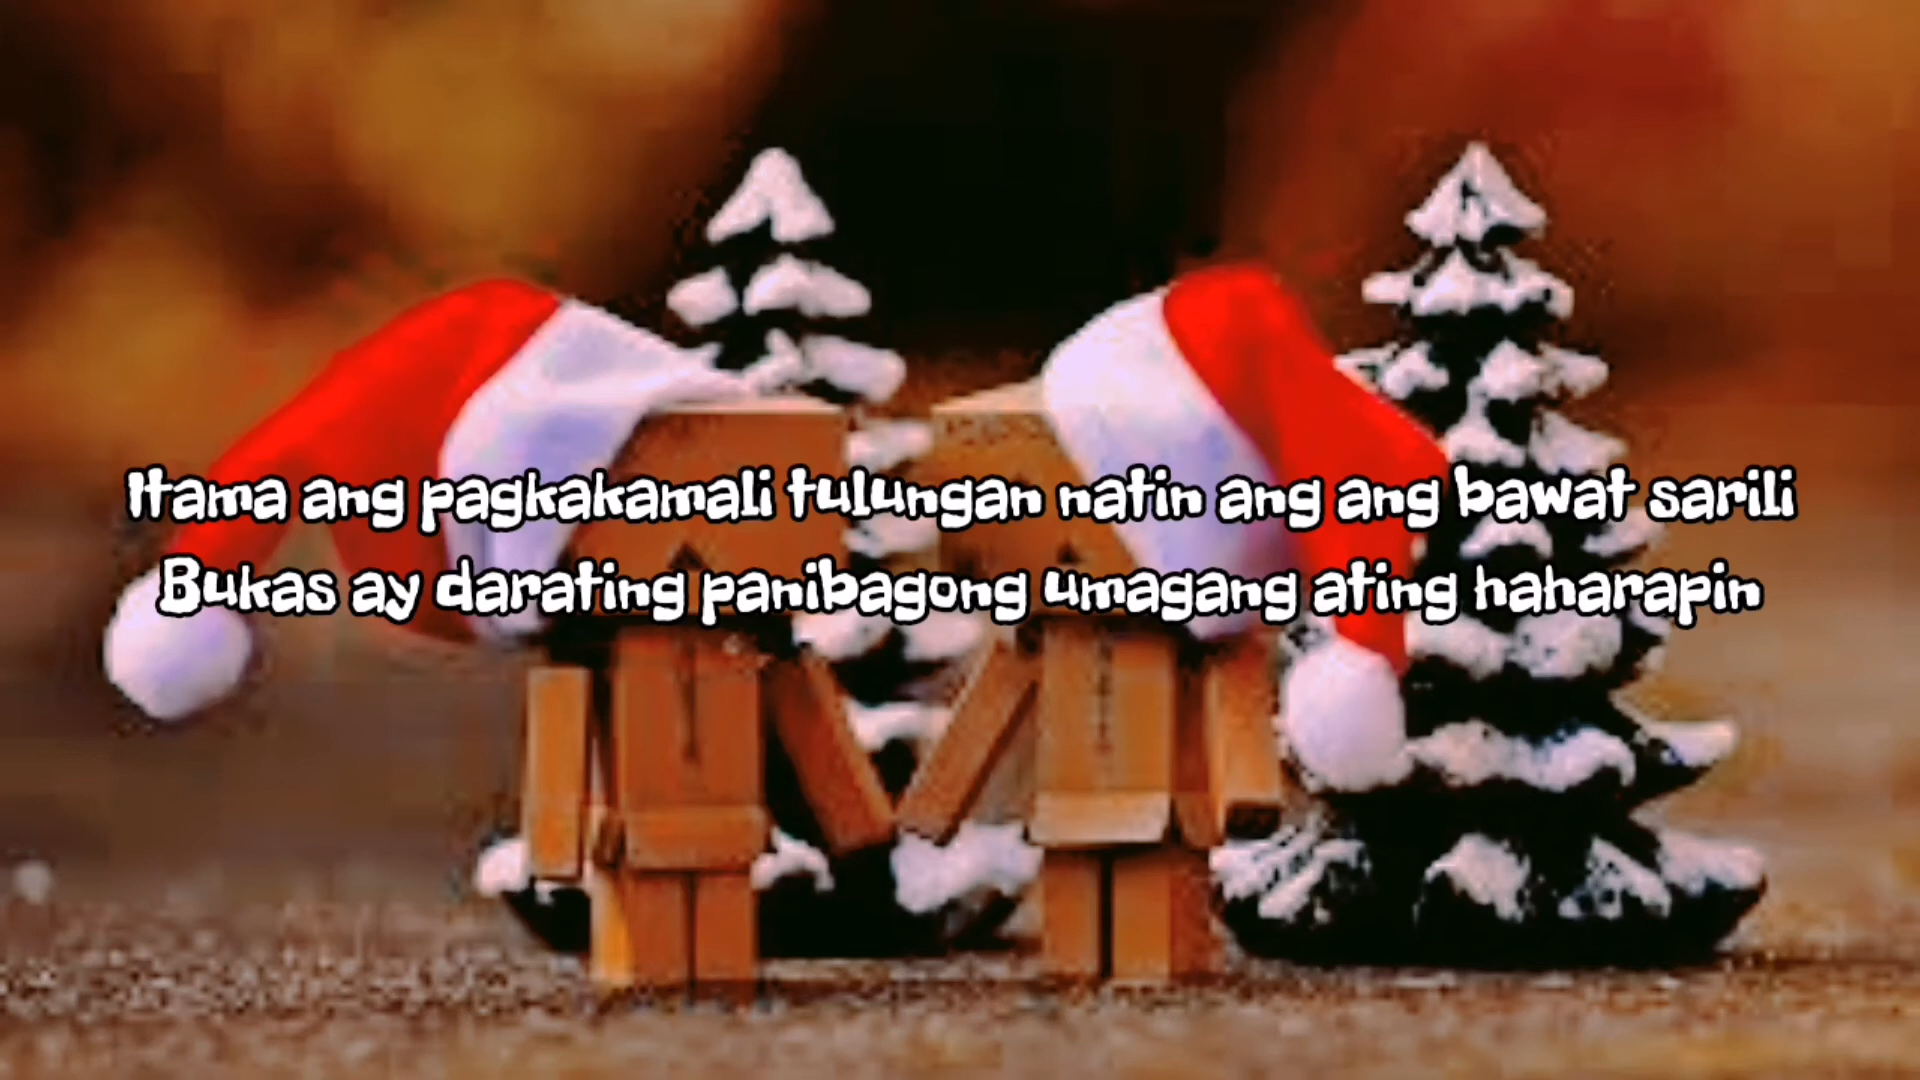 Itama ang pagkakamali tulungan natin ang ang bawat sarili
Bukas ay darating panibagong umagang ating haharapin